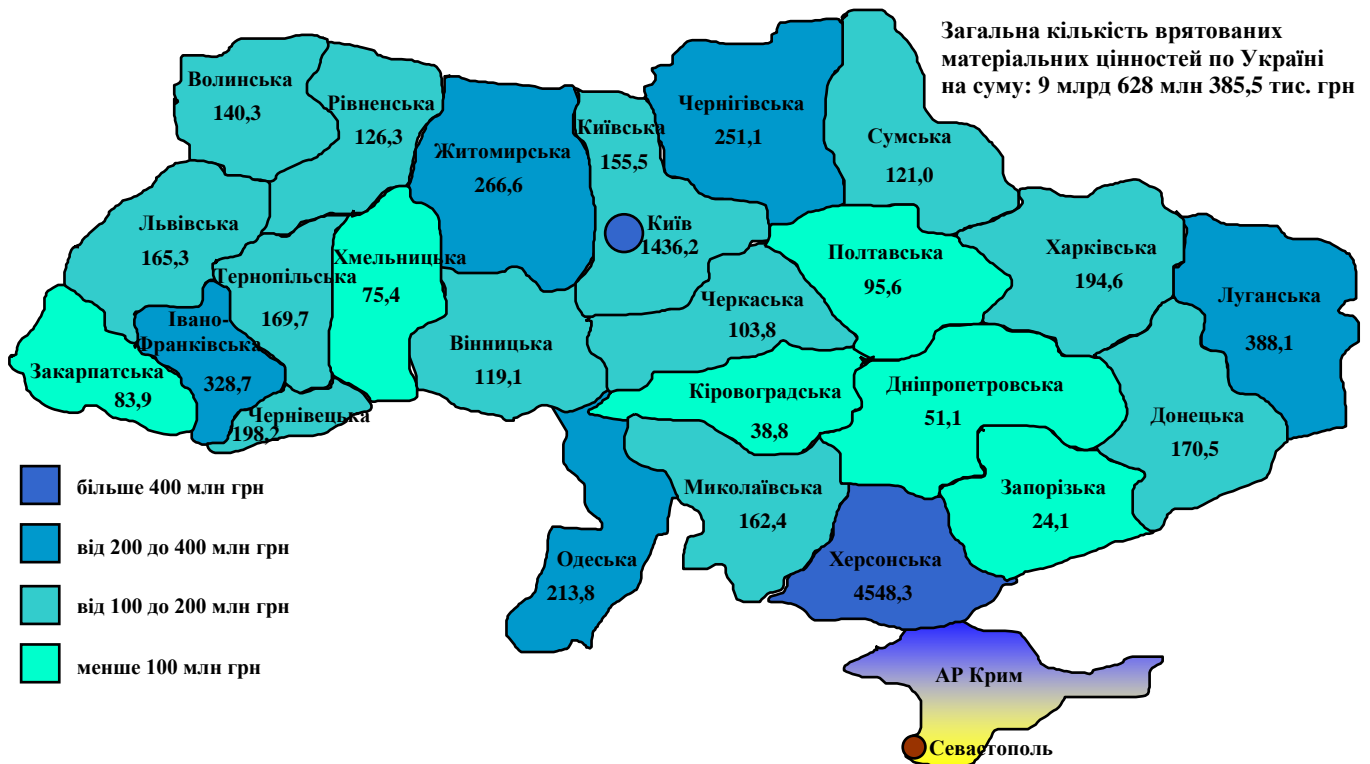 Загальна кількість врятованих
матеріальних цінностей по Україні
на суму: 9 млрд 628 млн 385,5 тис. грн
Волинська
140,3
Рівненська
126,3
Житомирська
266,6
Київська
155,5
Київ
1436,2
Чернігівська
251,1
Сумська
121,0
Львівська
165,3
Тернопільська
169,7
Хмельницька
75,4
Полтавська
95,6
Харківська
194,6
Луганська
388,1
Черкаська
103,8
Івано-
Франківська
328,7
Закарпатська
83,9
Чернівецька
198,2
Вінницька
119,1
Кіровоградська
38,8
Дніпропетровська
51,1
Донецька
170,5
Миколаївська
162,4
Запорізька
24,1
Одеська
213,8
Херсонська
4548,3
АР Крим
Севастополь
більше 400 млн грн
від 200 до 400 млн грн
від 100 до 200 млн грн
менше 100 млн грн